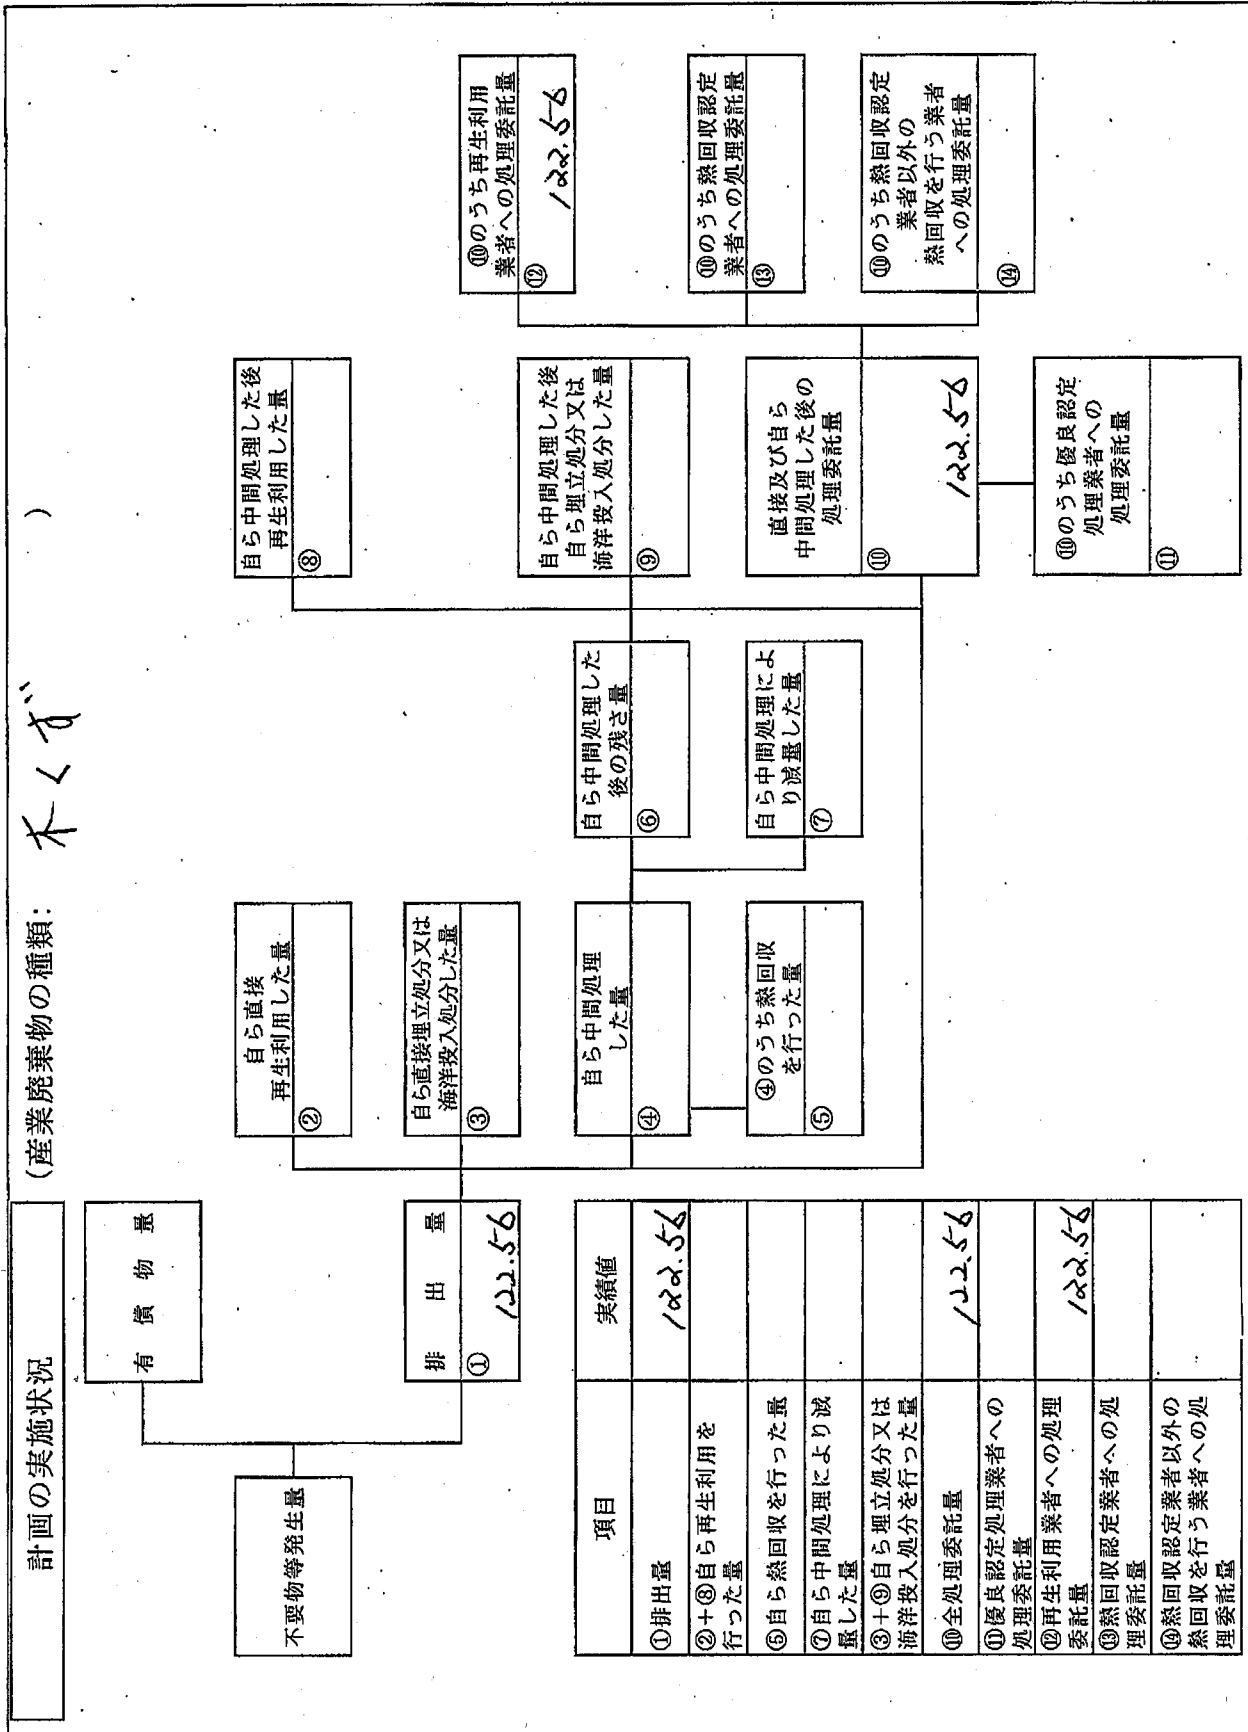 計画の実施状況
(産業廃棄物の種類: 木くず )
有償物量
不要物等発生量
排出量
① 122.56
自ら直接
再生利用した量
②
自ら直接埋立処分又は
海洋投入処分した量
③
自ら中間処理
した量
④
④のうち熱回収
を行った量
⑤
自ら中間処理した
後の残さ量
⑥
自ら中間処理によ
り減量した量
⑦
自ら中間処理した後
再生利用した量
⑧
自ら中間処理した後
自ら埋立処分又は
海洋投入処分した量
⑨
直接及び自ら
中間処理した後の
処理委託量
⑩ 122.56
⑩のうち優良認定
処理業者への
処理委託量
⑪
⑩のうち再生利用
業者への処理委託量
⑫ 122.56
⑩のうち熱回収認定
業者への処理委託量
⑬
⑩のうち熱回収認定
業者以外の
熱回収を行う業者
への処理委託量
⑭
項目 実績値
①排出量 122.56
②+⑧自ら再生利用を
行った量
⑤自ら熱回収を行った量
⑦自ら中間処理により減
量した量
③+⑨自ら埋立処分又は
海洋投入処分を行った量
⑩全処理委託量 122.56
⑪優良認定処理業者への
処理委託量
⑫再生利用業者への処理
委託量 122.56
⑬熱回収認定業者への処
理委託量
⑭熱回収認定業者以外の
熱回収を行う業者への処
理委託量